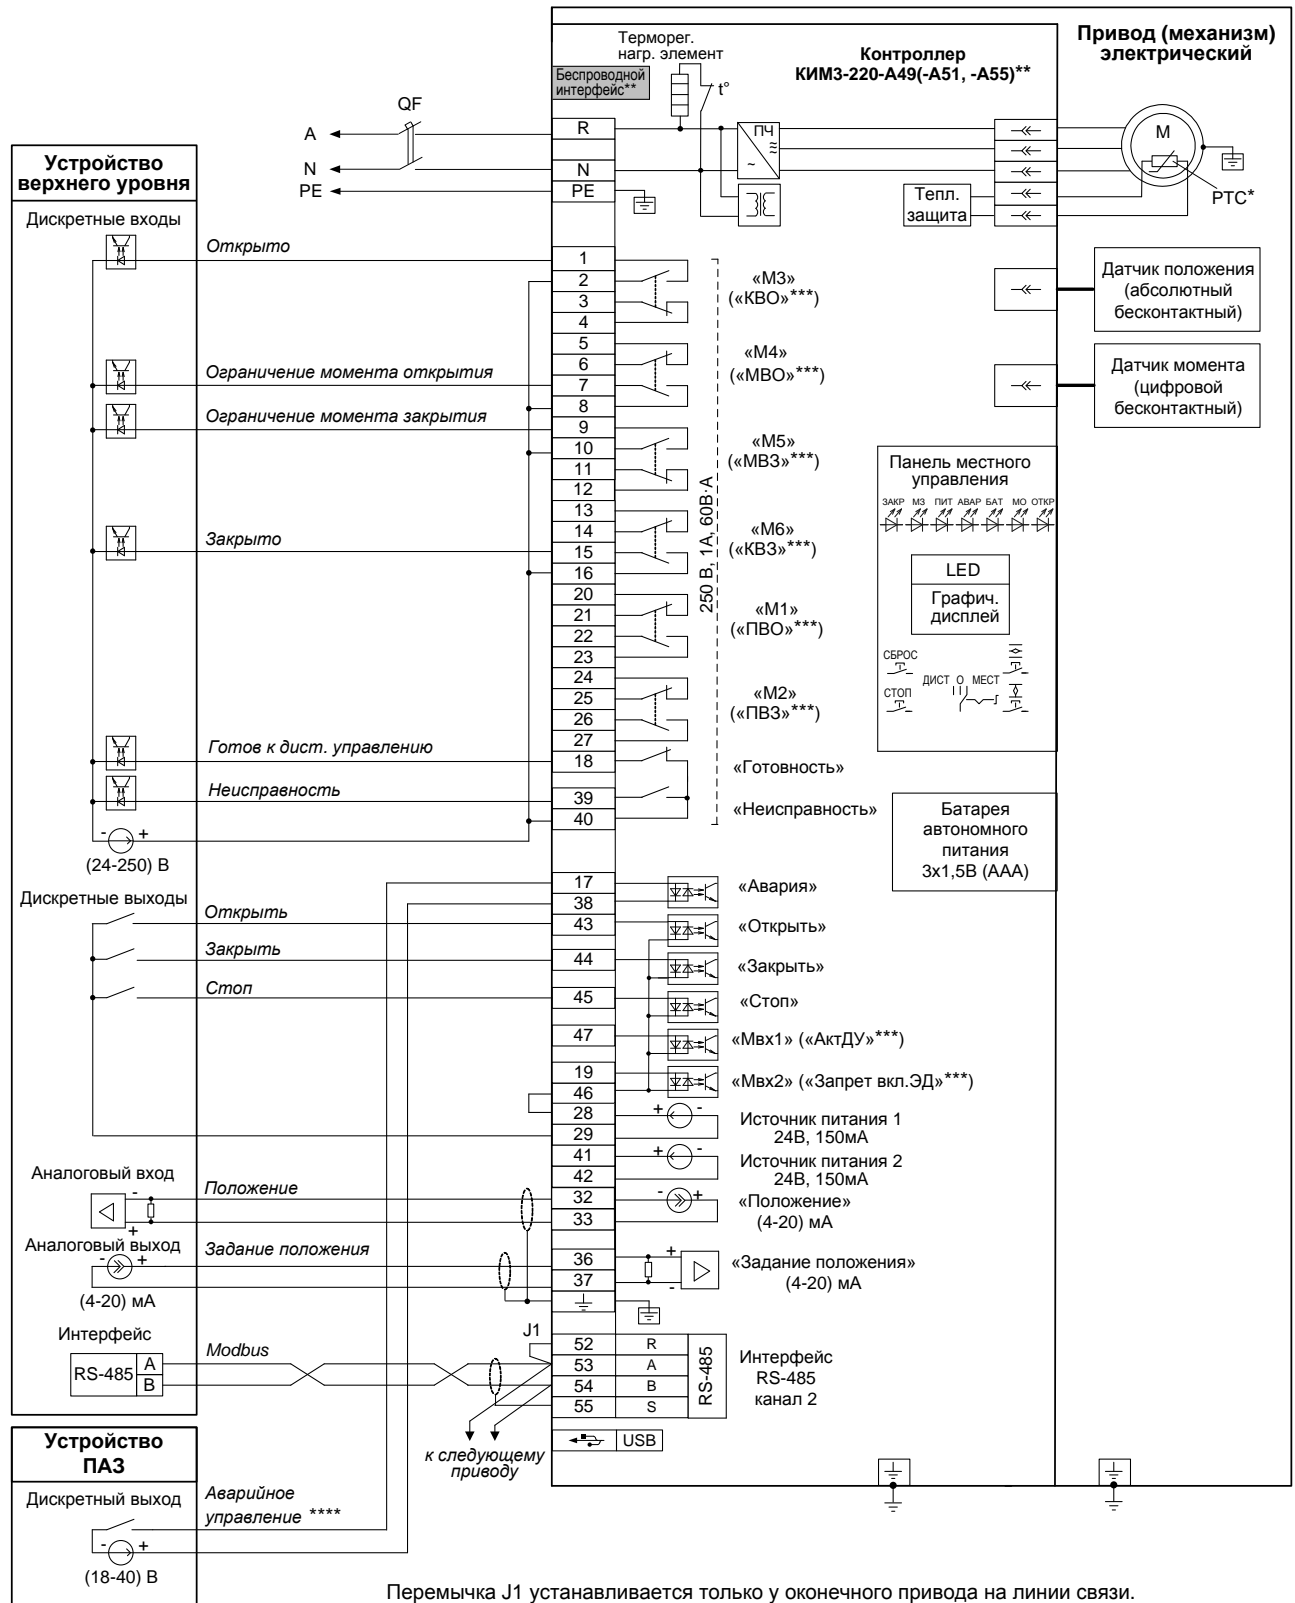 Привод (механизм)
электрический
Контроллер
КИМ3-220-А49(-А51, -А55)**
Терморег.
нагр. элемент
t°
Беспроводной
интерфейс**
QF
A
N
PE
R
N
PE
ПЧ
≈
~
Тепл.
защита
M
PTC*
Датчик положения
(абсолютный
бесконтактный)
Датчик момента
(цифровой
бесконтактный)
Устройство
верхнего уровня
Дискретные входы
Открыто
Ограничение момента открытия
Ограничение момента закрытия
Закрыто
Готов к дист. управлению
Неисправность
- +
(24-250) В
1
2
3
4
5
6
7
8
9
10
11
12
13
14
15
16
20
21
22
23
24
25
26
27
18
39
40
«М3»
(«КВО»***)
«М4»
(«МВО»***)
«М5»
(«МВЗ»***)
«М6»
(«КВЗ»***)
«М1»
(«ПВО»***)
«М2»
(«ПВЗ»***)
«Готовность»
«Неисправность»
250 В, 1А, 60В·А
Панель местного
управления
ЗАКР МЗ ПИТ АВАР БАТ МО ОТКР
LED
Графич.
дисплей
СБРОС
СТОП
ДИСТ О МЕСТ
Батарея
автономного
питания
3х1,5В (ААА)
Дискретные выходы
Открыть
Закрыть
Стоп
17
38
43
44
45
47
19
46
28
29
41
42
32
33
36
37
«Авария»
«Открыть»
«Закрыть»
«Стоп»
«Мвх1» («АктДУ»***)
«Мвх2» («Запрет вкл.ЭД»***)
+ -
Источник питания 1
24В, 150мА
+ -
Источник питания 2
24В, 150мА
- +
«Положение»
(4-20) мА
+
-
«Задание положения»
(4-20) мА
Аналоговый вход
-
+
Положение
Аналоговый выход
- +
Задание положения
(4-20) мА
Интерфейс
RS-485
A
B
Modbus
J1
52 R
53 A
54 B
55 S
RS-485
Интерфейс
RS-485
канал 2
USB
к следующему
приводу
Устройство
ПАЗ
Дискретный выход
Аварийное
управление ****
- +
(18-40) В
Перемычка J1 устанавливается только у оконечного привода на линии связи.